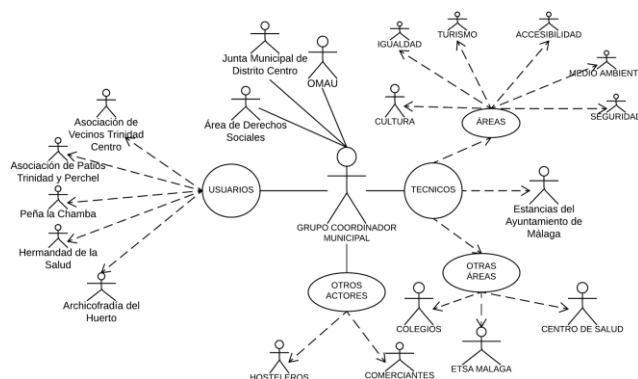 IGUALDAD
TURISMO
ACCESIBILIDAD
MEDIO AMBIENT
SEGURIDAD
CULTURA
ÁREAS
Junta Municipal de
Distrito Centro
OMAU
Área de Derechos
Sociales
Asociación de
Vecinos Trinidad
Centro
Asociación de Patios
Trinidad y Perchel
Peña la Chamba
Hermandad de la
Salud
Archicofradía del
Huerto
USUARIOS
GRUPO COORDINADOR
MUNICIPAL
TECNICOS
Estancias del
Ayuntamiento de
Málaga
OTROS
ACTORES
HOSTELEROS
COMERCIANTES
OTRAS
ÁREAS
COLEGIOS
ETSA MALAGA
CENTRO DE SALUD